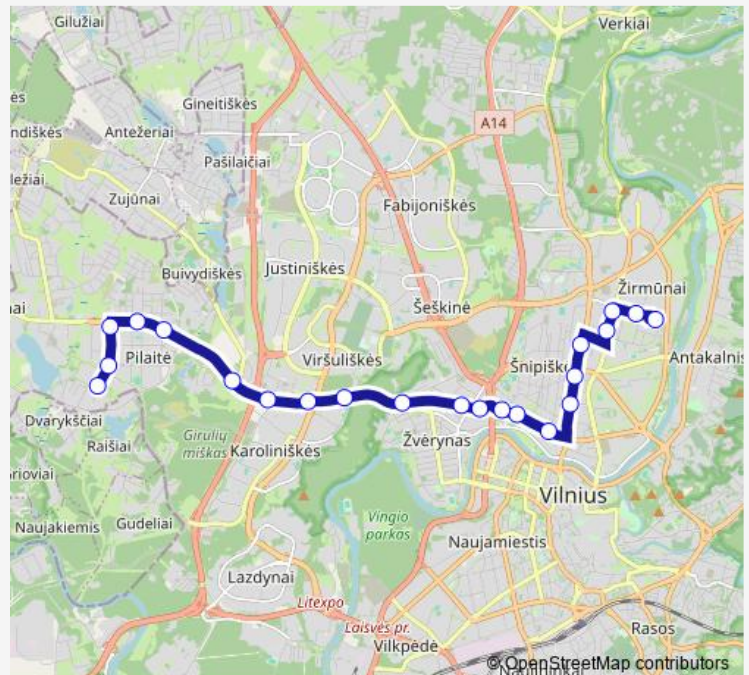 Gilužiai
Verkiai
Gineitiškės
A14
Antežeriai
Pašilaičiai
Zujūnai
Fabijoniškės
Buivydiškės
Justiniškės
Žirmūnai
Šeškinė
Pilaitė
Viršuliškės
Antakalnis
Dvarykščiai
Raišiai
Girulių
miškas
Karoliniškės
Žvėrynas
Vilnius
Naujakiemis
Gudeliai
Vingio
parkas
Naujamiestis
Lazdynai
Litexpo
Laisvės pr.
Rasos
Vilkpėdė
© OpenStreetMap contributors